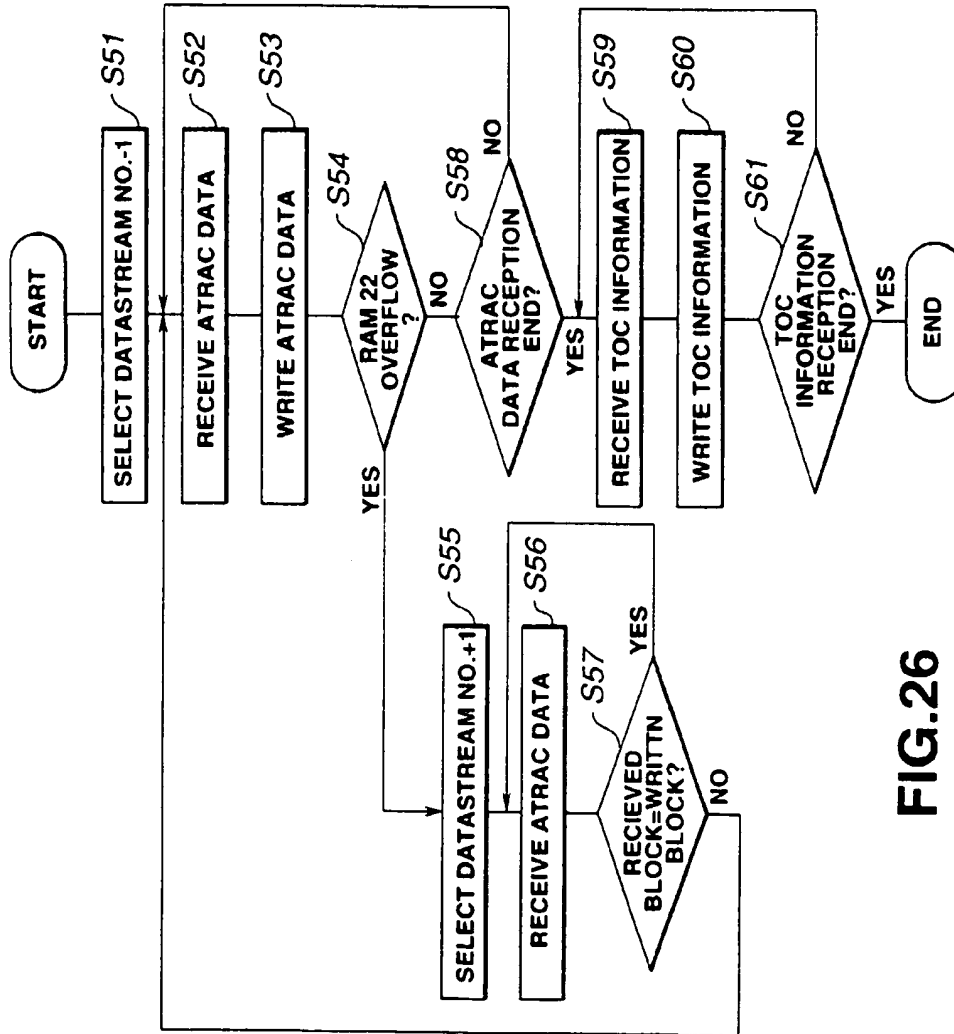 START
SELECT DATASTREAM NO.-1
S51
RECEIVE ATRAC DATA
S52
WRITE ATRAC DATA
S53
RAM 22
OVERFLOW
?
S54
YES
NO
SELECT DATASTREAM NO.+1
S55
RECEIVE ATRAC DATA
S56
RECIEVED
BLOCK=WRITTN
BLOCK?
S57
YES
NO
ATRAC
DATA RECEPTION
END?
S58
NO
YES
RECEIVE TOC INFORMATION
S59
WRITE TOC INFORMATION
S60
TOC
INFORMATION
RECEPTION
END?
S61
NO
YES
END
FIG.26